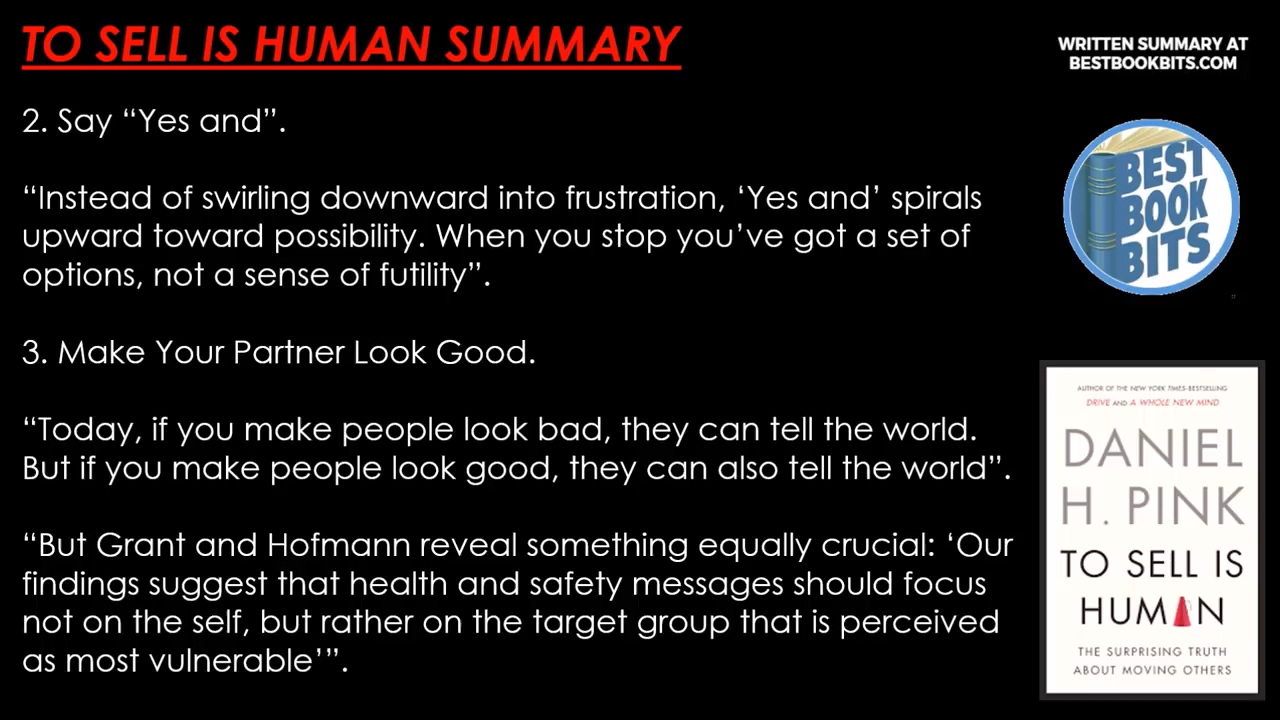 TO SELL IS HUMAN SUMMARY
WRITTEN SUMMARY AT
BESTBOOKBITS.COM
2. Say “Yes and”.
“Instead of swirling downward into frustration, ‘Yes and’ spirals
upward toward possibility. When you stop you’ve got a set of
options, not a sense of futility”.
3. Make Your Partner Look Good.
“Today, if you make people look bad, they can tell the world.
But if you make people look good, they can also tell the world”.
“But Grant and Hofmann reveal something equally crucial: ‘Our
findings suggest that health and safety messages should focus
not on the self, but rather on the target group that is perceived
as most vulnerable’”.
BEST
BOOK
BITS
AUTHOR OF THE NEW YORK TIMES-BESTSELLING
DRIVE AND A WHOLE NEW MIND
DANIEL
H. PINK
TO SELL IS
HUMAN
THE SURPRISING TRUTH
ABOUT MOVING OTHERS